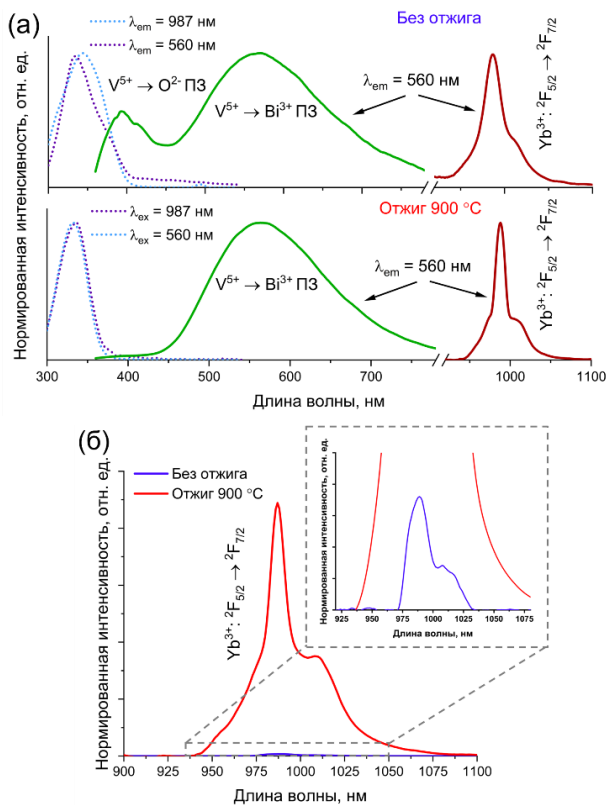 (а)
Без отжига
λem = 987 нм
λem = 560 нм
V5+ → O2- ПЗ
V5+ → Bi3+ ПЗ
λem = 560 нм
Yb3+: 2F5/2 → 2F7/2
700
1000
1100
Отжиг 900 °C
λex = 987 нм
λex = 560 нм
V5+ → Bi3+ ПЗ
λem = 560 нм
Yb3+: 2F5/2 → 2F7/2
Нормированная интенсивность, отн. ед.
300
400
500
600
700
1000
1100
Длина волны, нм
(б)
Без отжига
Отжиг 900 °C
Yb3+: 2F5/2 → 2F7/2
Нормированная интенсивность, отн. ед.
900
950
975
1000
1025
1050
1075
1100
Длина волны, нм
Нормированная интенсивность, отн. ед.
925
950
975
1000
1025
1050
1075
Длина волны, нм